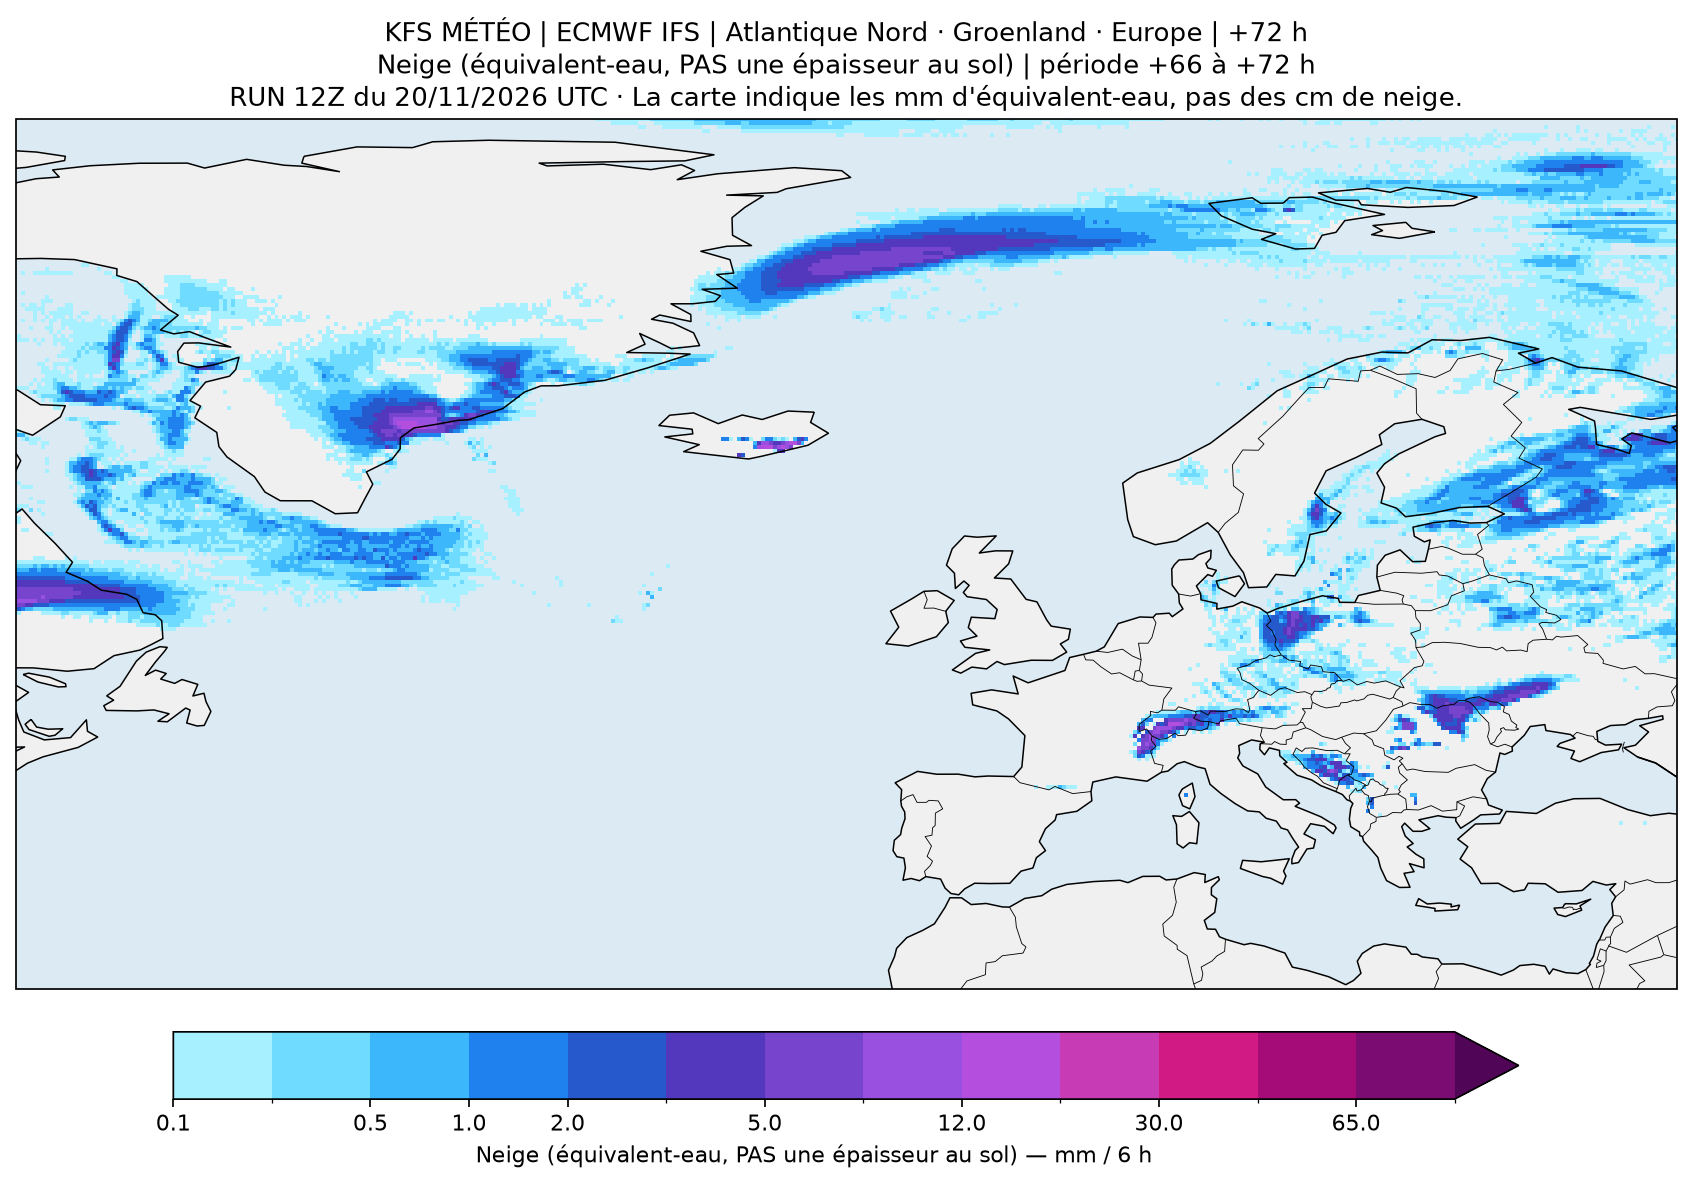 KFS MÉTÉO | ECMWF IFS | Atlantique Nord · Groenland · Europe | +72 h
Neige (équivalent-eau, PAS une épaisseur au sol) | période +66 à +72 h
RUN 12Z du 20/11/2026 UTC · La carte indique les mm d'équivalent-eau, pas des cm de neige.
0.1 0.5 1.0 2.0 5.0 12.0 30.0 65.0
Neige (équivalent-eau, PAS une épaisseur au sol) — mm / 6 h